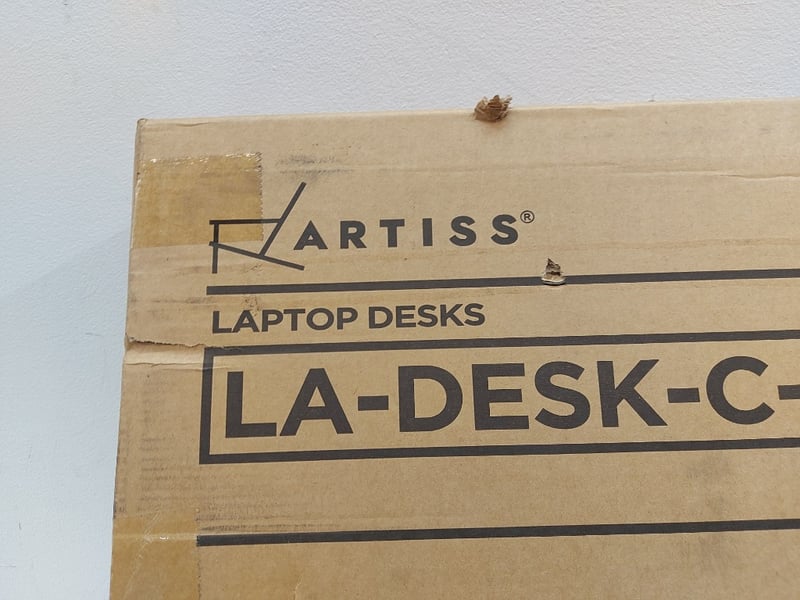 ARTISS®
LAPTOP DESKS
LA-DESK-C-